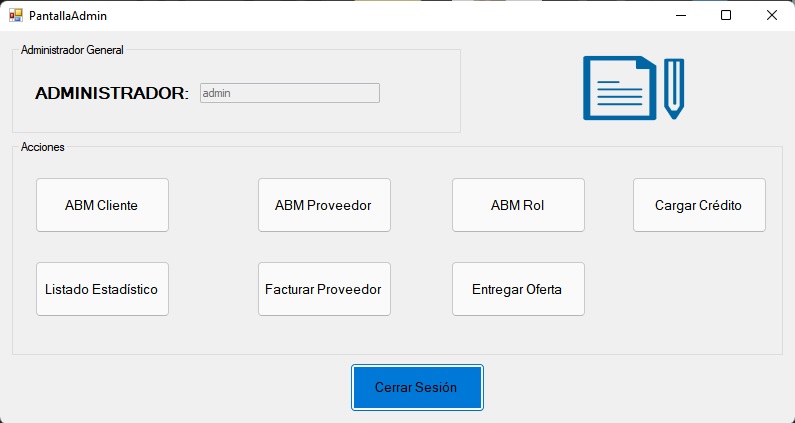 PantallaAdmin
Administrador General
ADMINISTRADOR: admin
Acciones
ABM Cliente
ABM Proveedor
ABM Rol
Cargar Crédito
Listado Estadístico
Facturar Proveedor
Entregar Oferta
Cerrar Sesión